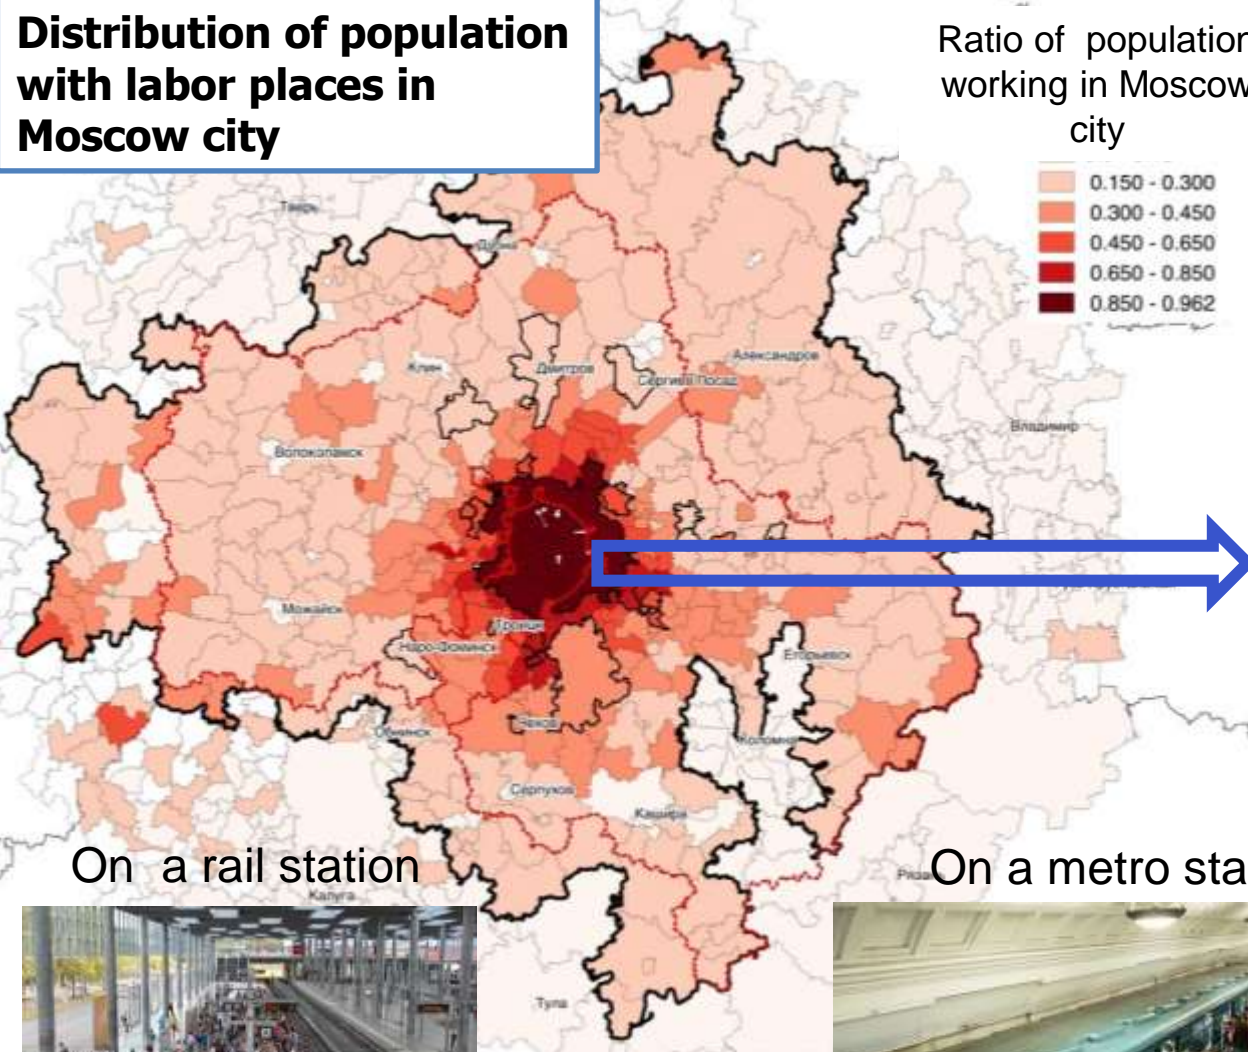 Distribution of population
with labor places in
Moscow city
Ratio of population
working in Moscow
city
0.150 - 0.300
0.300 - 0.450
0.450 - 0.650
0.650 - 0.850
0.850 - 0.962
Тверь
Дубна
Клин
Дмитров
Сергиев Посад
Александров
Владимир
Волоколамск
Можайск
Троицк
Наро-Фоминск
Егорьевск
Обнинск
Чехов
Коломна
Серпухов
Кашира
On a rail station
Калуга
On a metro sta
Тула